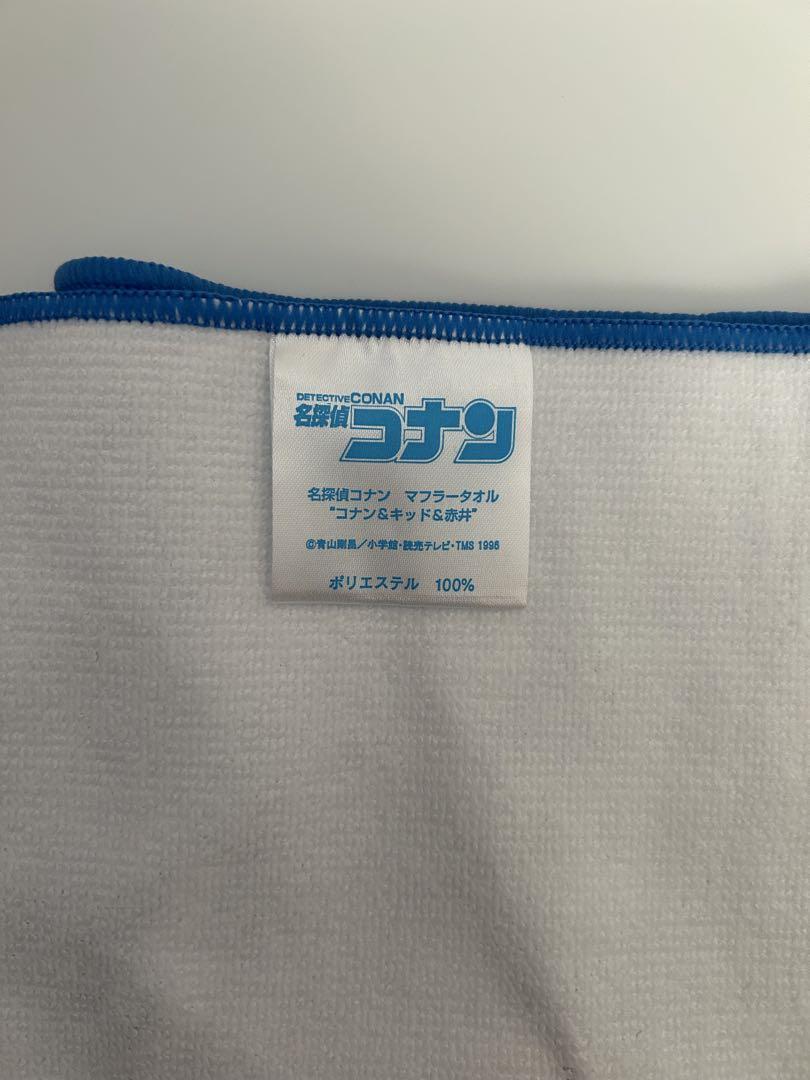 DETECTIVE CONAN
名探偵コナン
名探偵コナン マフラータオル
"コナン&キッド&赤井"
©青山剛昌/小学館・読売テレビ・TMS 1996
ポリエステル 100%